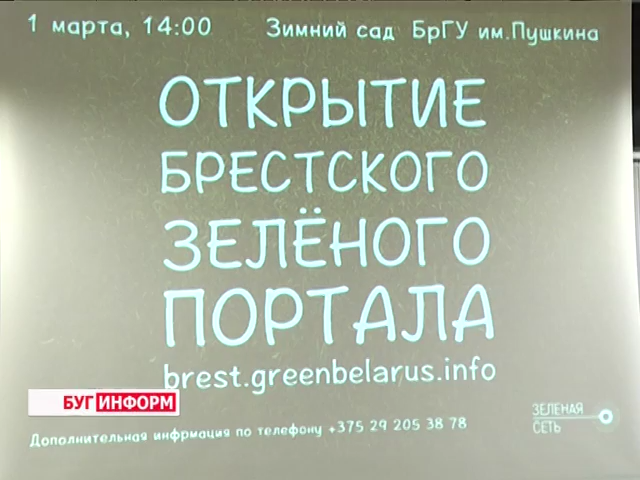 1 марта, 14:00 Зимний сад БрГУ им.Пушкина
ОТКРЫТИЕ
БРЕСТСКОГО
ЗЕЛЁНОГО
ПОРТАЛА
brest.greenbelarus.info
БУГИНФОРМ
ЗЕЛЕНАЯ
СЕТЬ
Дополнительная инфрмация по телефону +375 29 205 38 78